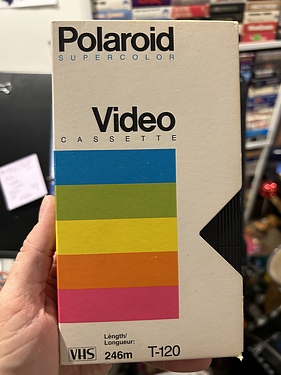 Polaroid
SUPERCOLOR
Video
CASSETTE
Length/
Longueur:
VHS 246m T-120